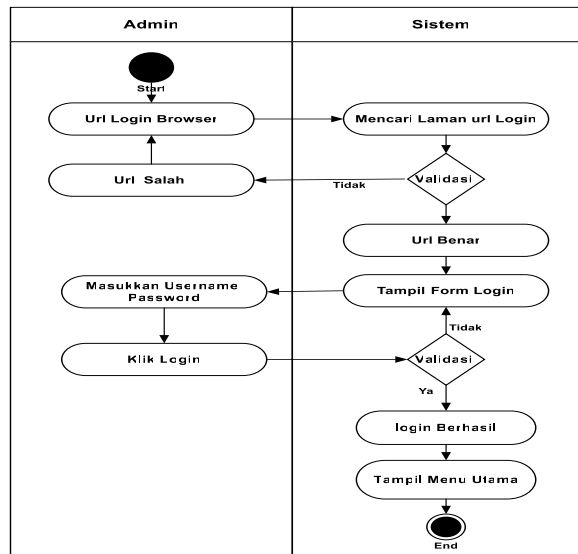 Admin
Sistem
Start
Url Login Browser
Mencari Laman url Login
Validasi
Tidak
Url Salah
Url Benar
Tampil Form Login
Masukkan Username
Password
Tidak
Klik Login
Validasi
Ya
login Berhasil
Tampil Menu Utama
End